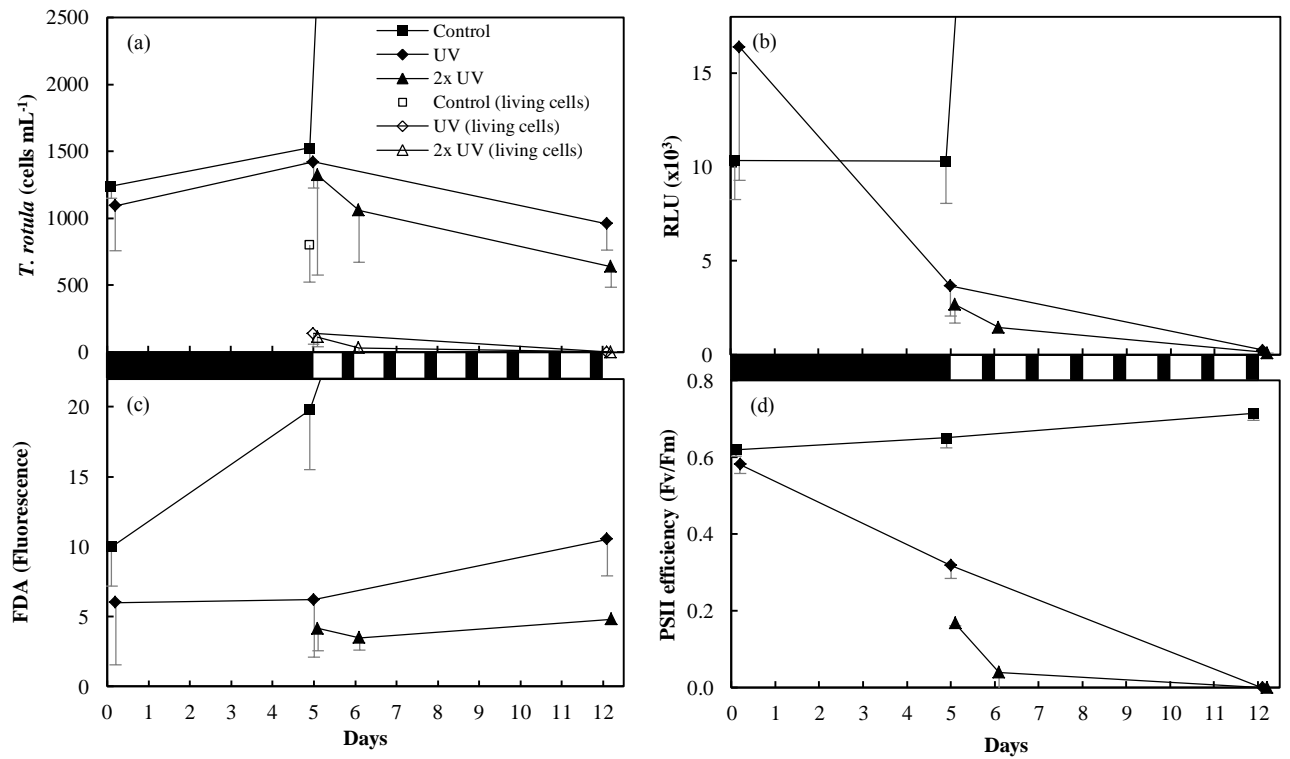 (a)
2500
2000
1500
1000
500
0
T. rotula (cells mL⁻¹)
Control
UV
2x UV
Control (living cells)
UV (living cells)
2x UV (living cells)
(b)
15
10
5
0
RLU (x10³)
(c)
20
15
10
5
0
FDA (Fluorescence)
0 1 2 3 4 5 6 7 8 9 10 11 12
Days
(d)
0.8
0.6
0.4
0.2
0.0
PSII efficiency (Fv/Fm)
0 1 2 3 4 5 6 7 8 9 10 11 12
Days